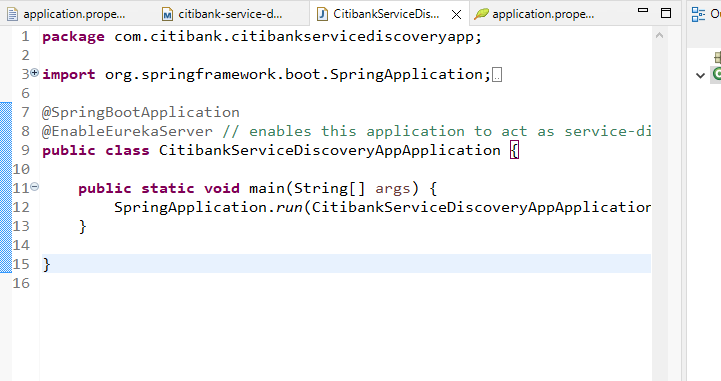 application.prope...
citibank-service-d...
CitibankServiceDis...
application.prope...
1 package com.citibank.citibankservicediscoveryapp;
2
3 import org.springframework.boot.SpringApplication;
6
7 @SpringBootApplication
8 @EnableEurekaServer // enables this application to act as service-di
9 public class CitibankServiceDiscoveryAppApplication {
10
11 public static void main(String[] args) {
12 SpringApplication.run(CitibankServiceDiscoveryAppApplication
13 }
14
15 }
16